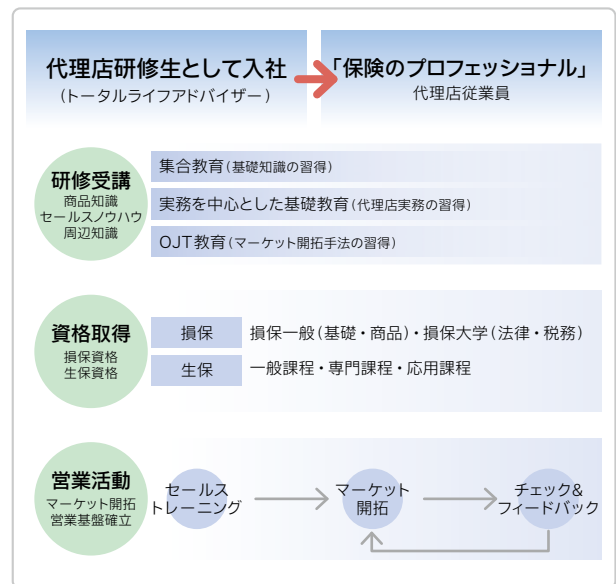 代理店研修生として入社
(トータルライフアドバイザー)
「保険のプロフェッショナル」
代理店従業員
研修受講
商品知識
セールスノウハウ
周辺知識
集合教育(基礎知識の習得)
実務を中心とした基礎教育(代理店実務の習得)
OJT教育(マーケット開拓手法の習得)
資格取得
損保資格
生保資格
損保
損保一般(基礎・商品)・損保大学(法律・税務)
生保
一般課程・専門課程・応用課程
営業活動
マーケット開拓
営業基盤確立
セールス
トレーニング
マーケット
開拓
チェック&
フィードバック